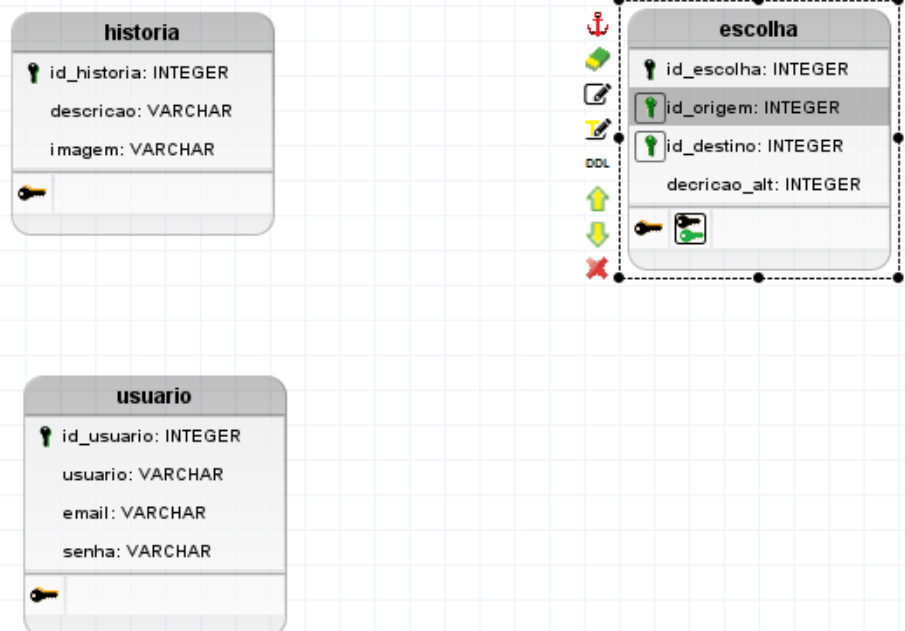 historia
id_historia: INTEGER
descricao: VARCHAR
imagem: VARCHAR
escolha
id_escolha: INTEGER
id_origem: INTEGER
id_destino: INTEGER
decricao_alt: INTEGER
DDL
usuario
id_usuario: INTEGER
usuario: VARCHAR
email: VARCHAR
senha: VARCHAR